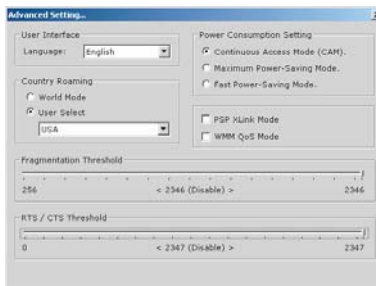 Advanced Setting...
User Interface
Language:
English
Country Roaming
World Mode
User Select
USA
Power Consumption Setting
Continuous Access Mode (CAM).
Maximum Power-Saving Mode.
Fast Power-Saving Mode.
PSP XLink Mode
WMM QoS Mode
Fragmentation Threshold
256 < 2346 (Disable) > 2346
RTS / CTS Threshold
0 < 2347 (Disable) > 2347